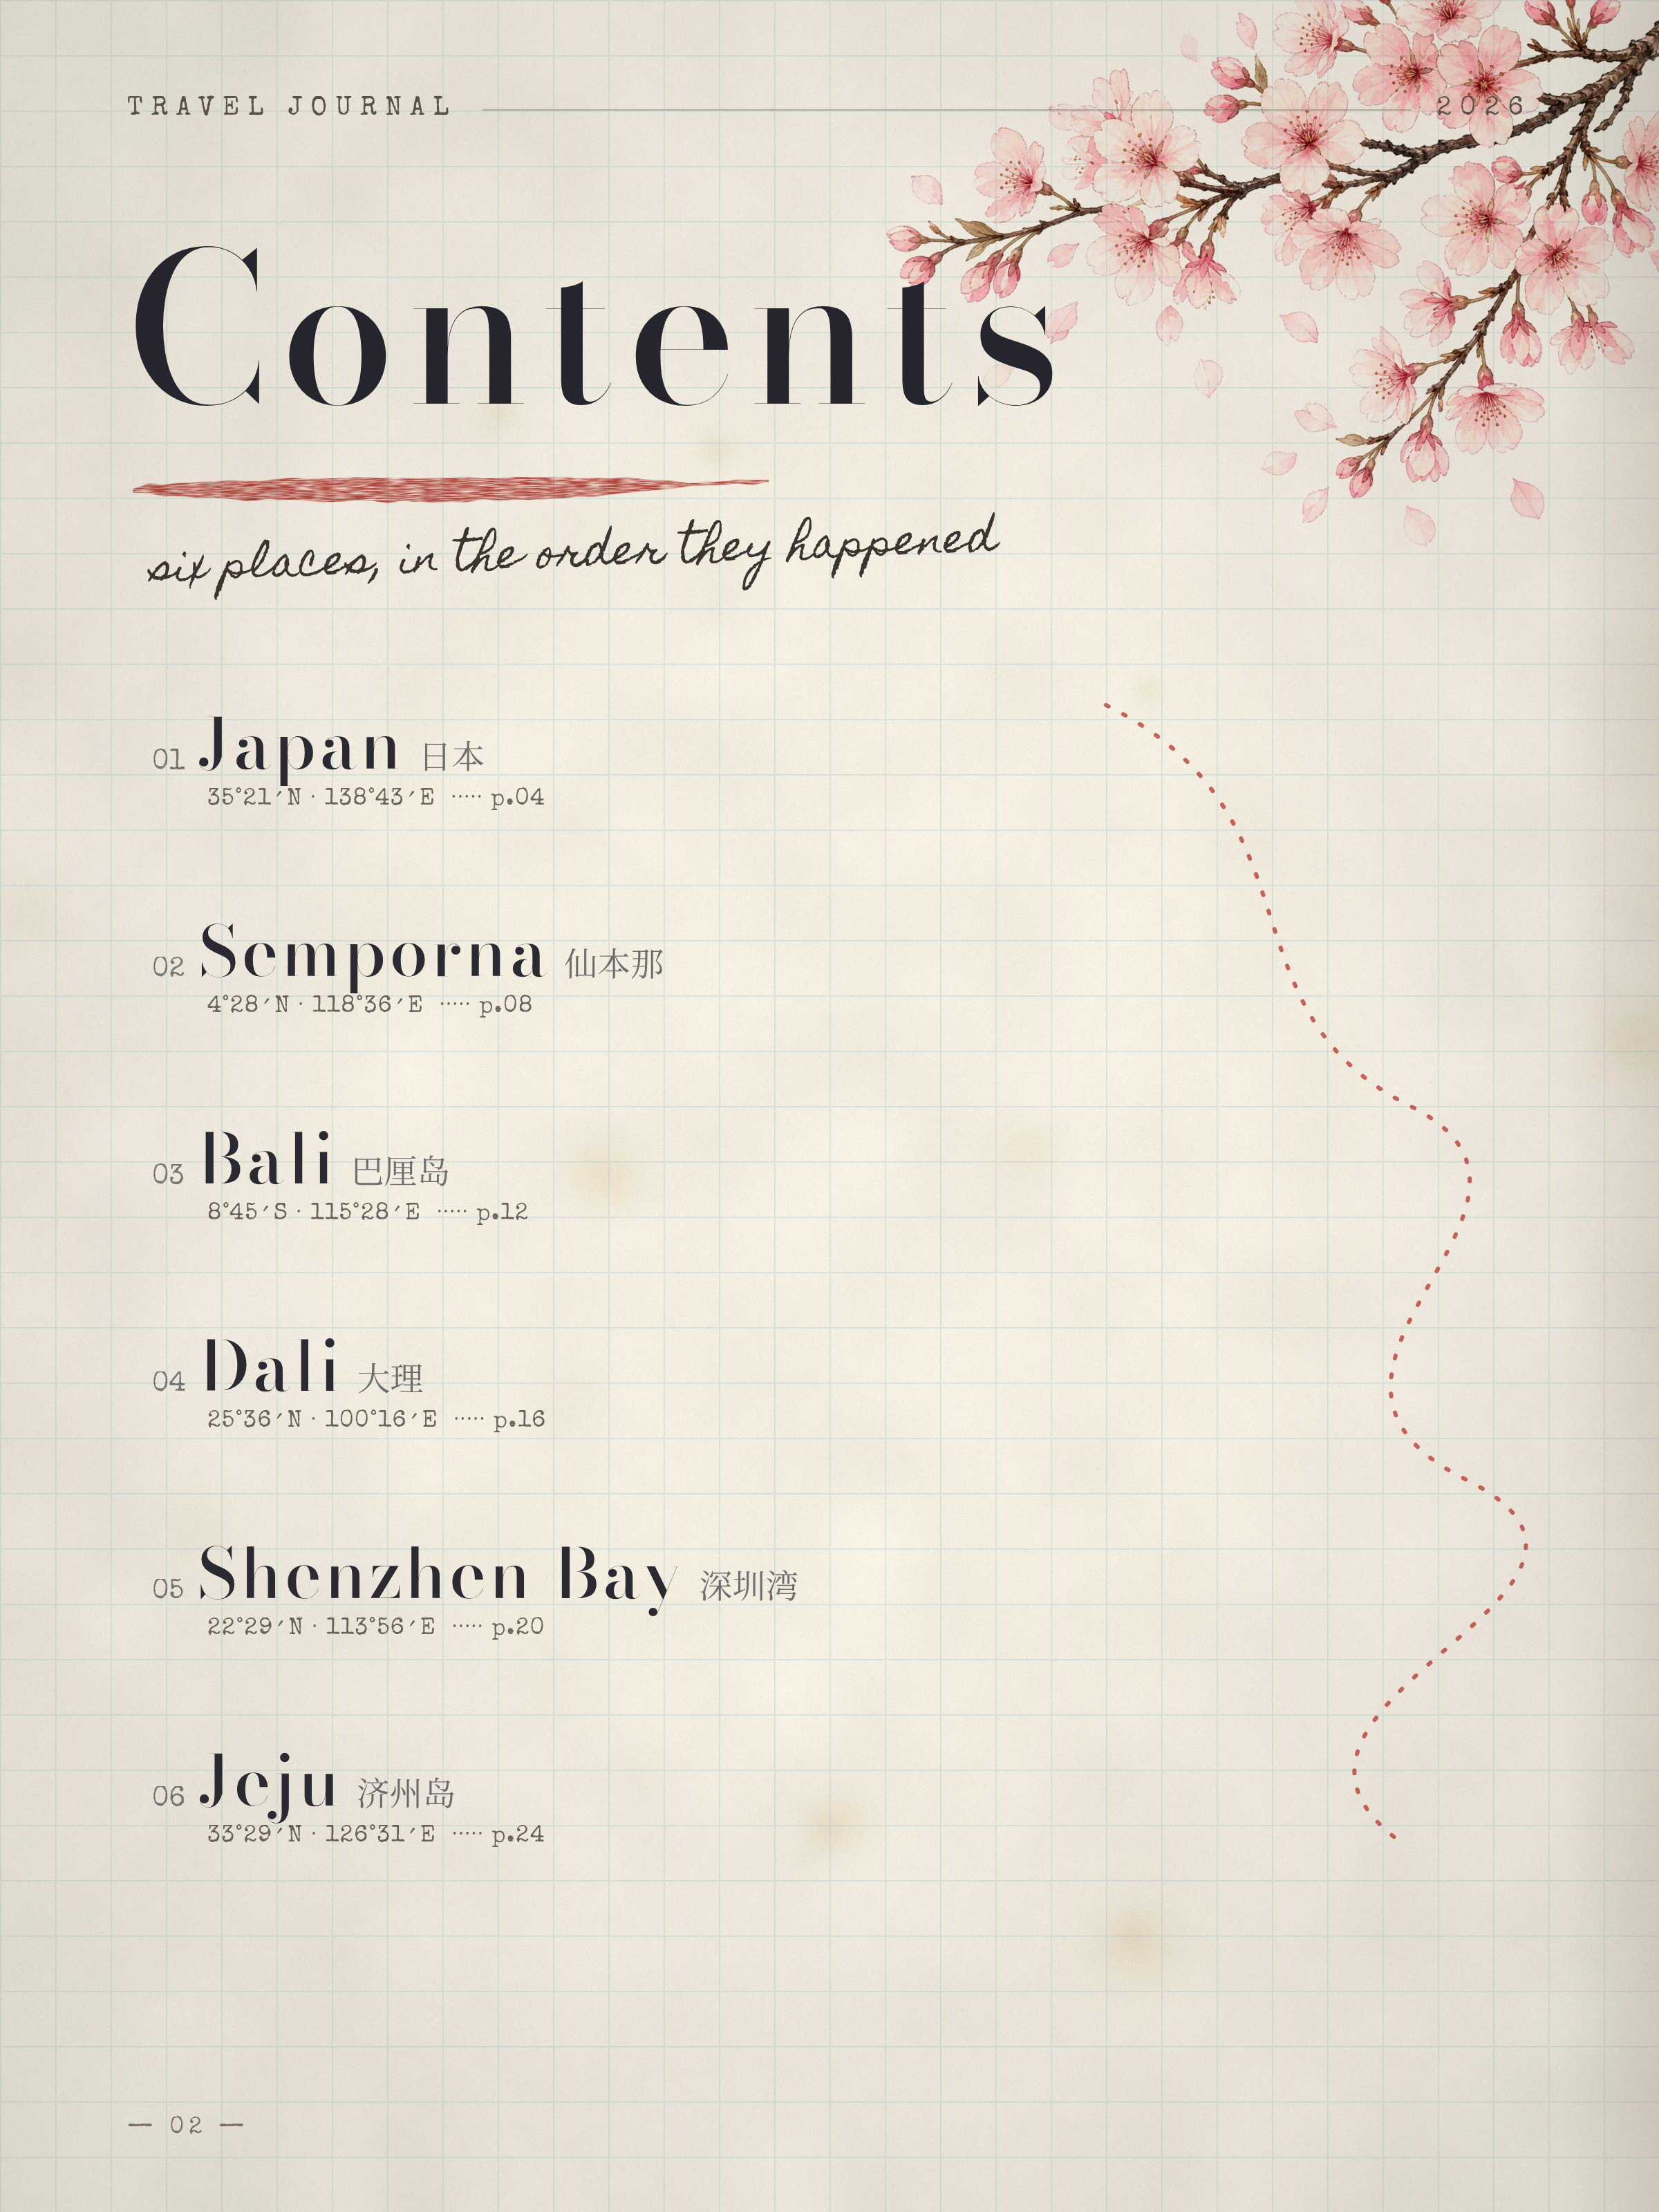 TRAVEL JOURNAL 2026
Contents
six places, in the order they happened
01 Japan 日本
35°21′N · 138°43′E ····· p.04
02 Semporna 仙本那
4°28′N · 118°36′E ····· p.08
03 Bali 巴厘岛
8°45′S · 115°28′E ····· p.12
04 Dali 大理
25°36′N · 100°16′E ····· p.16
05 Shenzhen Bay 深圳湾
22°29′N · 113°56′E ····· p.20
06 Jeju 济州岛
33°29′N · 126°31′E ····· p.24
— 02 —